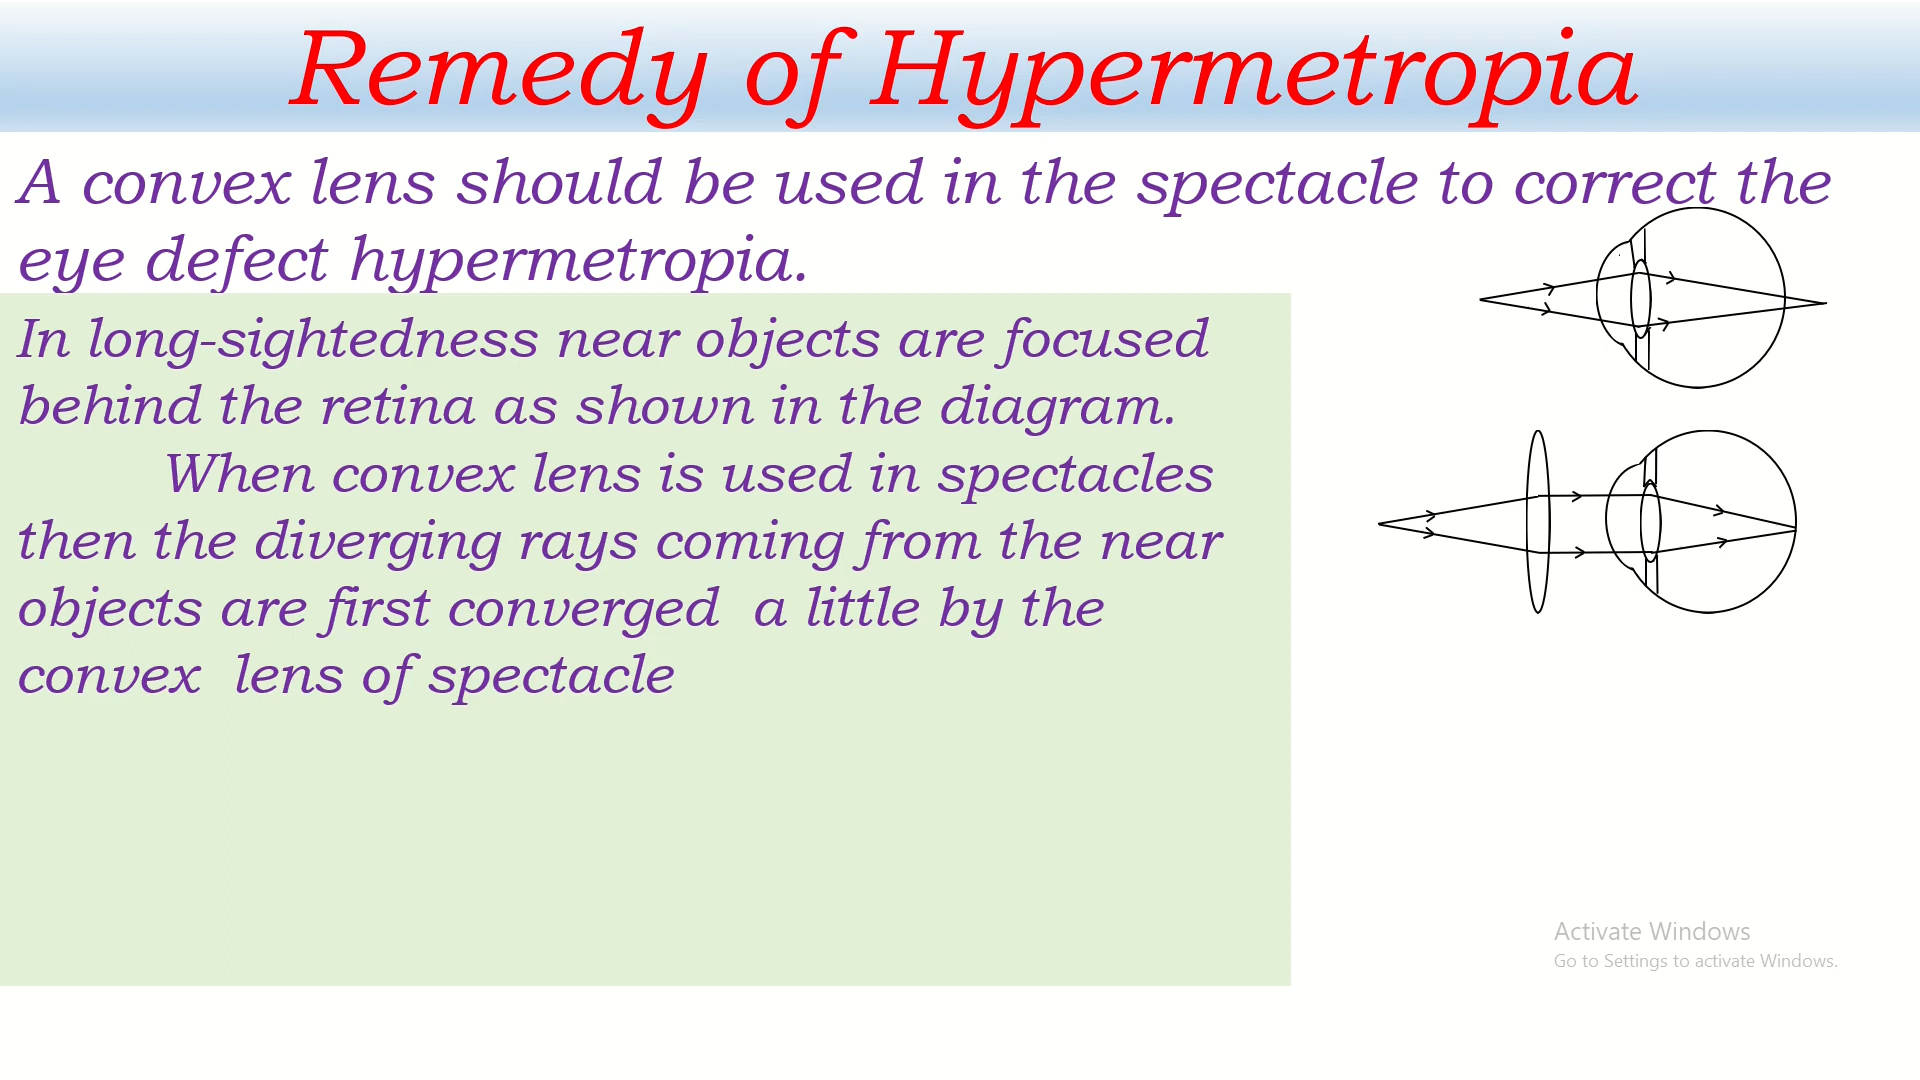 Remedy of Hypermetropia
A convex lens should be used in the spectacle to correct the
eye defect hypermetropia.
In long-sightedness near objects are focused
behind the retina as shown in the diagram.
When convex lens is used in spectacles
then the diverging rays coming from the near
objects are first converged a little by the
convex lens of spectacle
Activate Windows
Go to Settings to activate Windows.